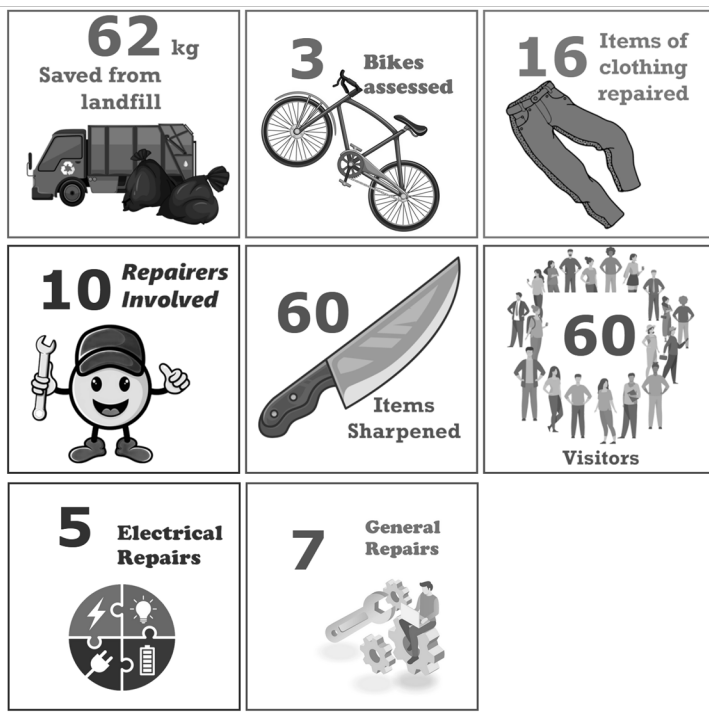 62 kg
Saved from
landfill
3 Bikes
assessed
16 Items of
clothing
repaired
10 Repairers
Involved
60
Items
Sharpened
60
Visitors
5 Electrical
Repairs
7 General
Repairs